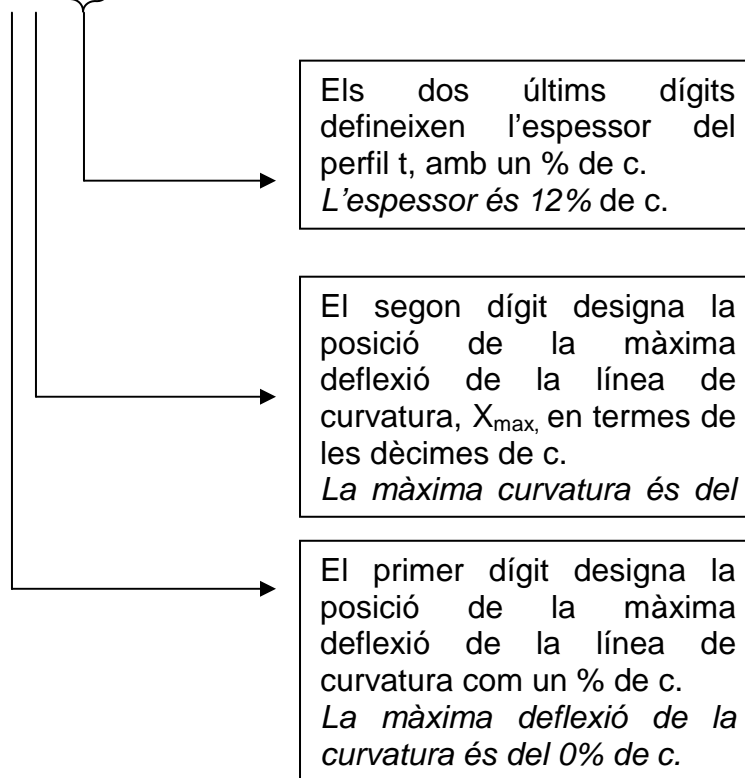 Els dos últims dígits
defineixen l'espessor del
perfil t, amb un % de c.
L'espessor és 12% de c.
El segon dígit designa la
posició de la màxima
deflexió de la línea de
curvatura, Xmax, en termes de
les dècimes de c.
La màxima curvatura és del
El primer dígit designa la
posició de la màxima
deflexió de la línea de
curvatura com un % de c.
La màxima deflexió de la
curvatura és del 0% de c.